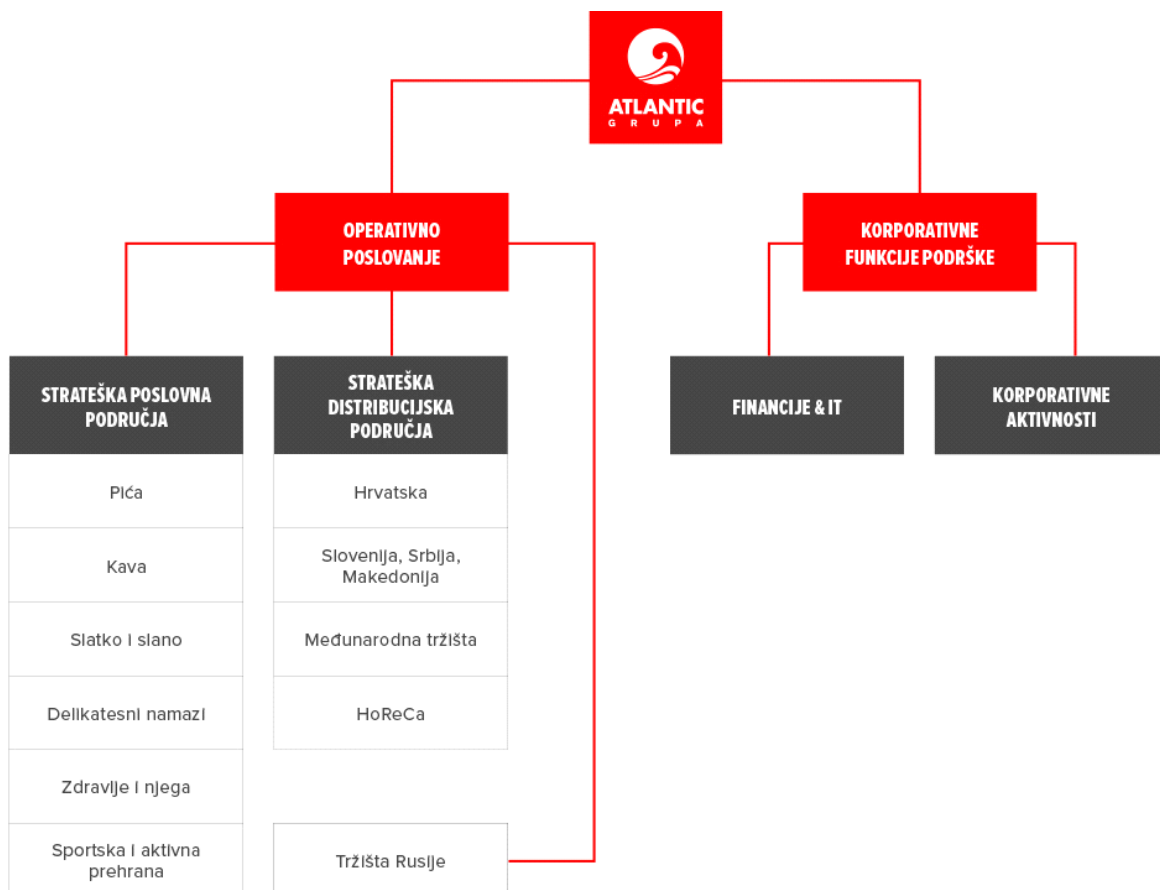 ATLANTIC
GRUPA
OPERATIVNO
POSLOVANJE
KORPORATIVNE
FUNKCIJE PODRŠKE
STRATEŠKA POSLOVNA
PODRUČJA
STRATEŠKA
DISTRIBUCIJSKA
PODRUČJA
FINANCIJE & IT
KORPORATIVNE
AKTIVNOSTI
Pića
Hrvatska
Kava
Slovenija, Srbija,
Makedonija
Slatko i slano
Međunarodna tržišta
Delikatesni namazi
HoReCa
Zdravlje i njega
Sportska i aktivna
prehrana
Tržišta Rusije